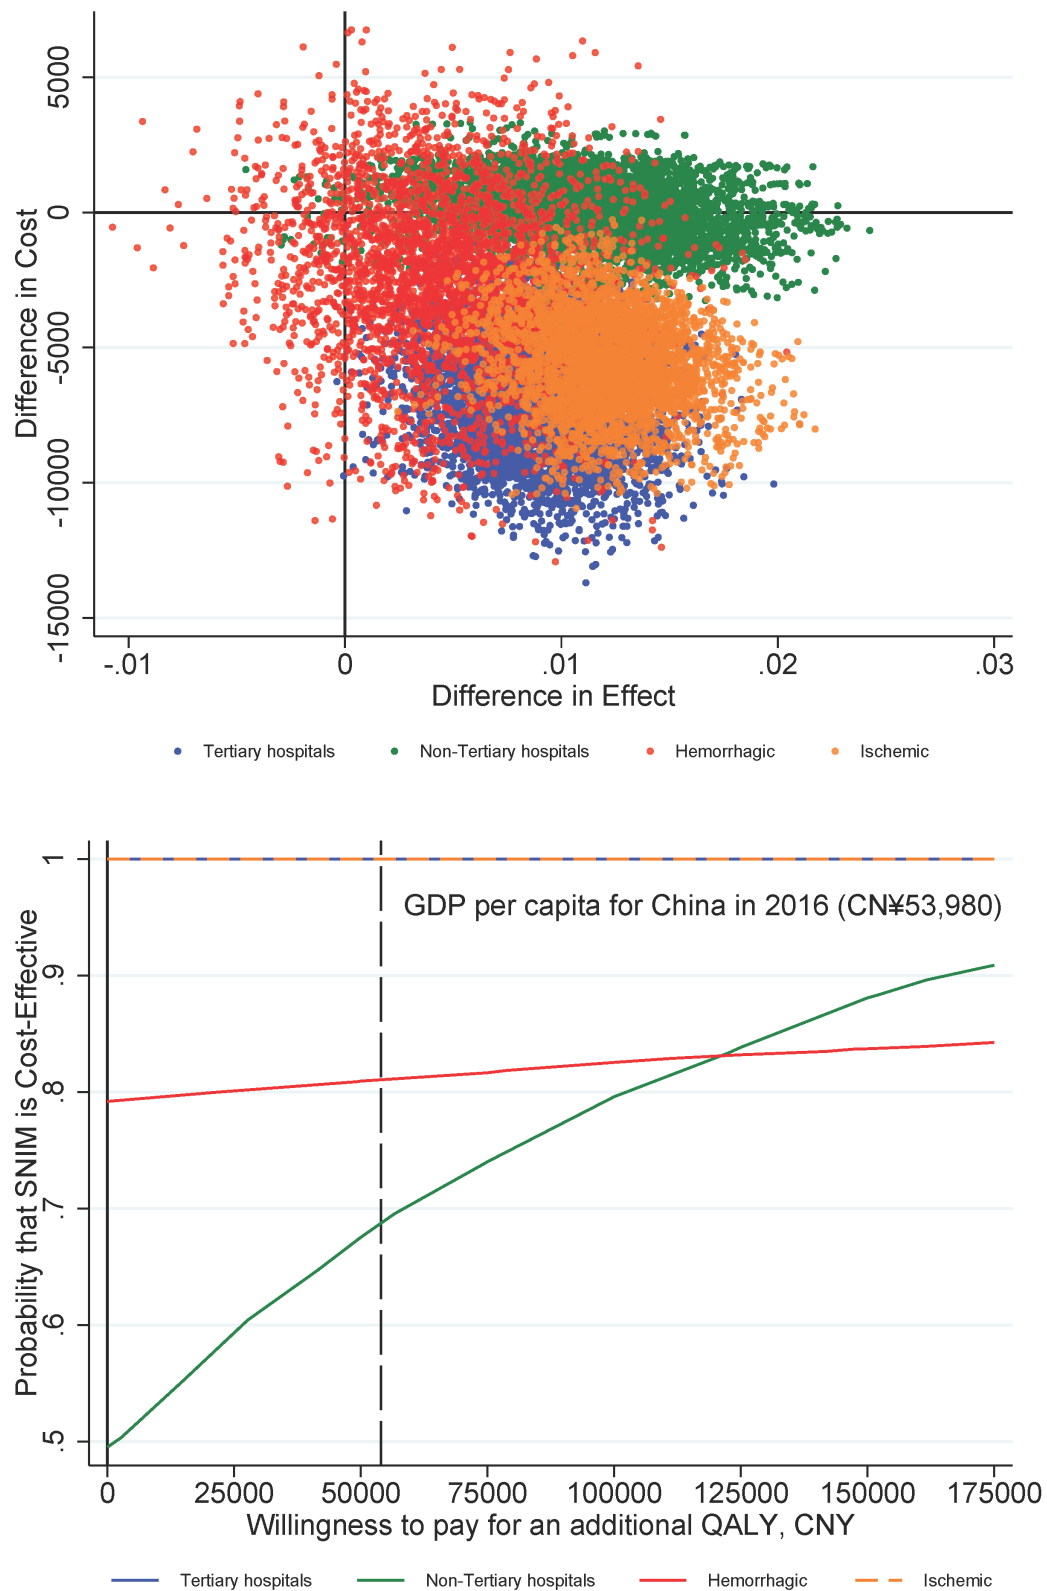 5000
0
-5000
-10000
-15000
Difference in Cost
-.01
0
.01
.02
.03
Difference in Effect
Tertiary hospitals
Non-Tertiary hospitals
Hemorrhagic
Ischemic
1
.9
.8
.7
.6
.5
Probability that SNIM is Cost-Effective
GDP per capita for China in 2016 (CN¥53,980)
0
25000
50000
75000
100000
125000
150000
175000
Willingness to pay for an additional QALY, CNY
Tertiary hospitals
Non-Tertiary hospitals
Hemorrhagic
Ischemic